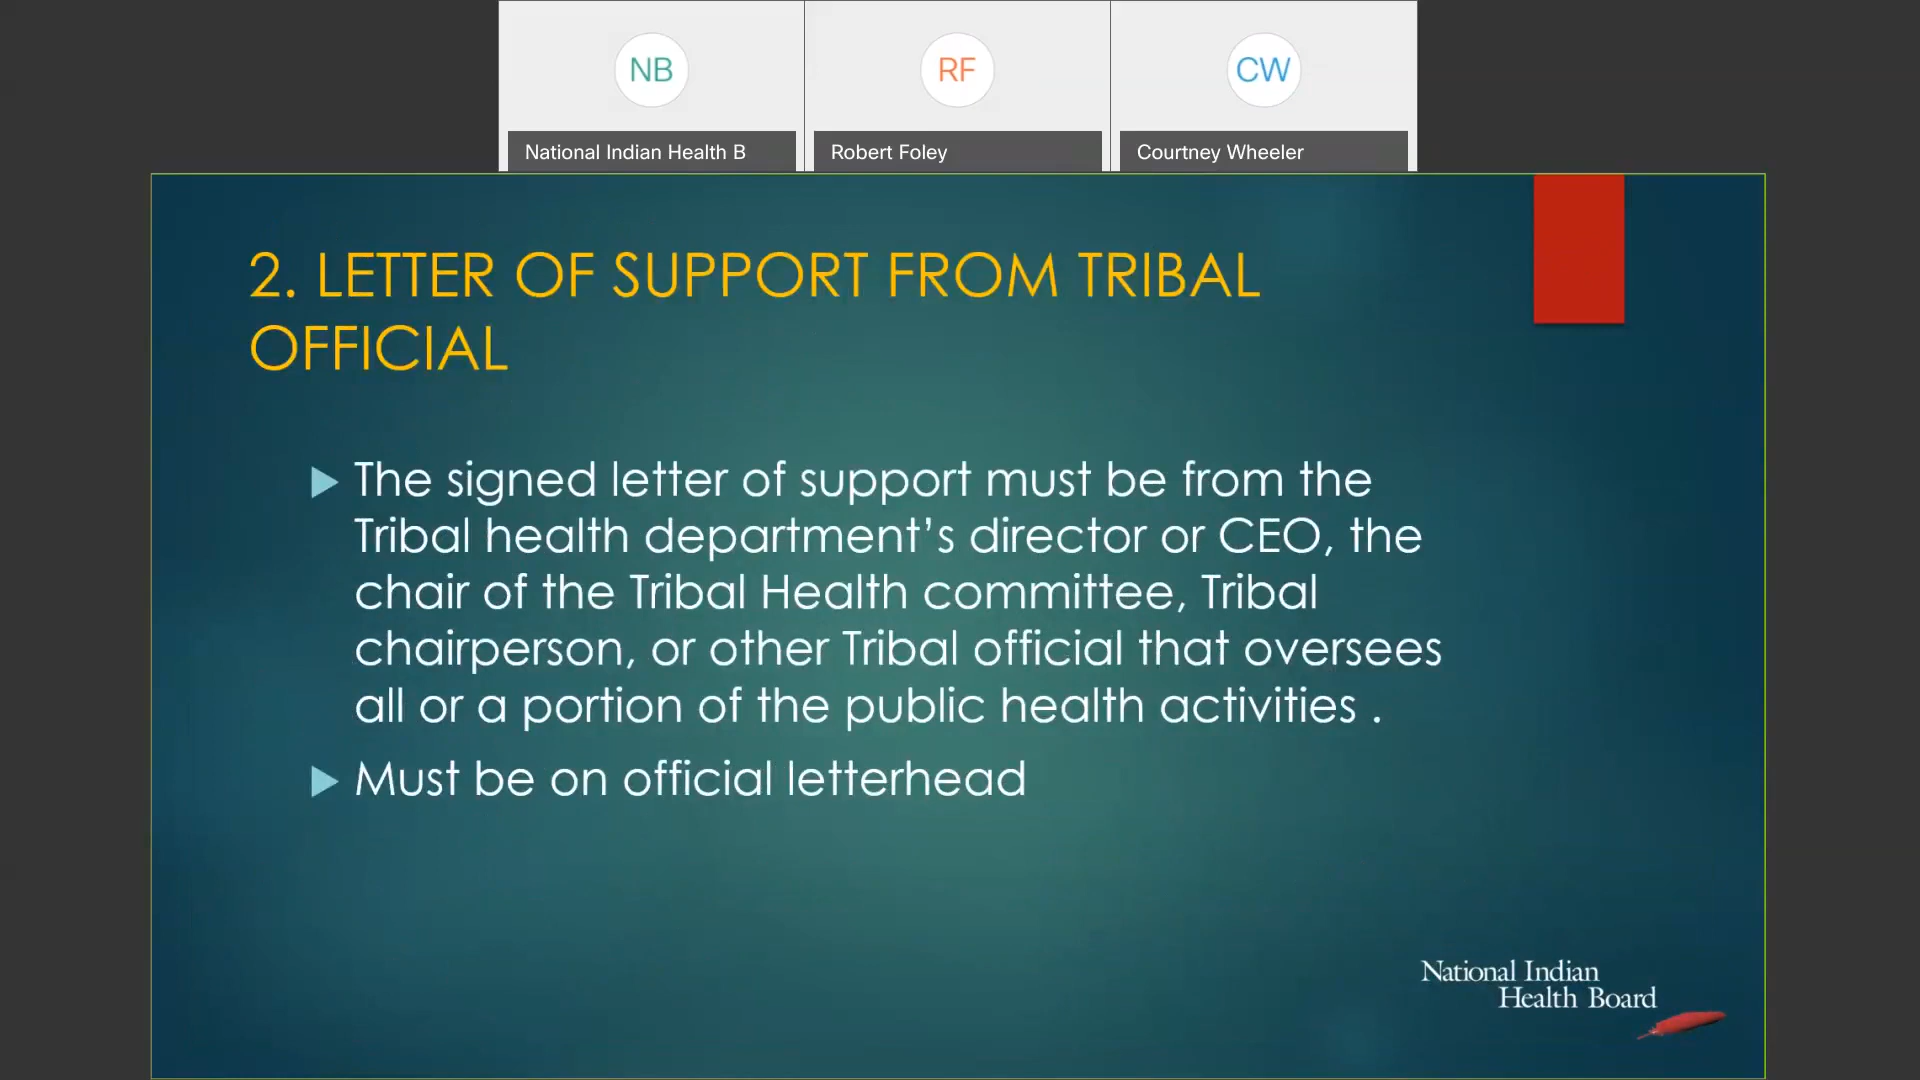 NB
RF
CW
National Indian Health B
Robert Foley
Courtney Wheeler
2. LETTER OF SUPPORT FROM TRIBAL
OFFICIAL
The signed letter of support must be from the
Tribal health department’s director or CEO, the
chair of the Tribal Health committee, Tribal
chairperson, or other Tribal official that oversees
all or a portion of the public health activities .
Must be on official letterhead
National Indian
Health Board